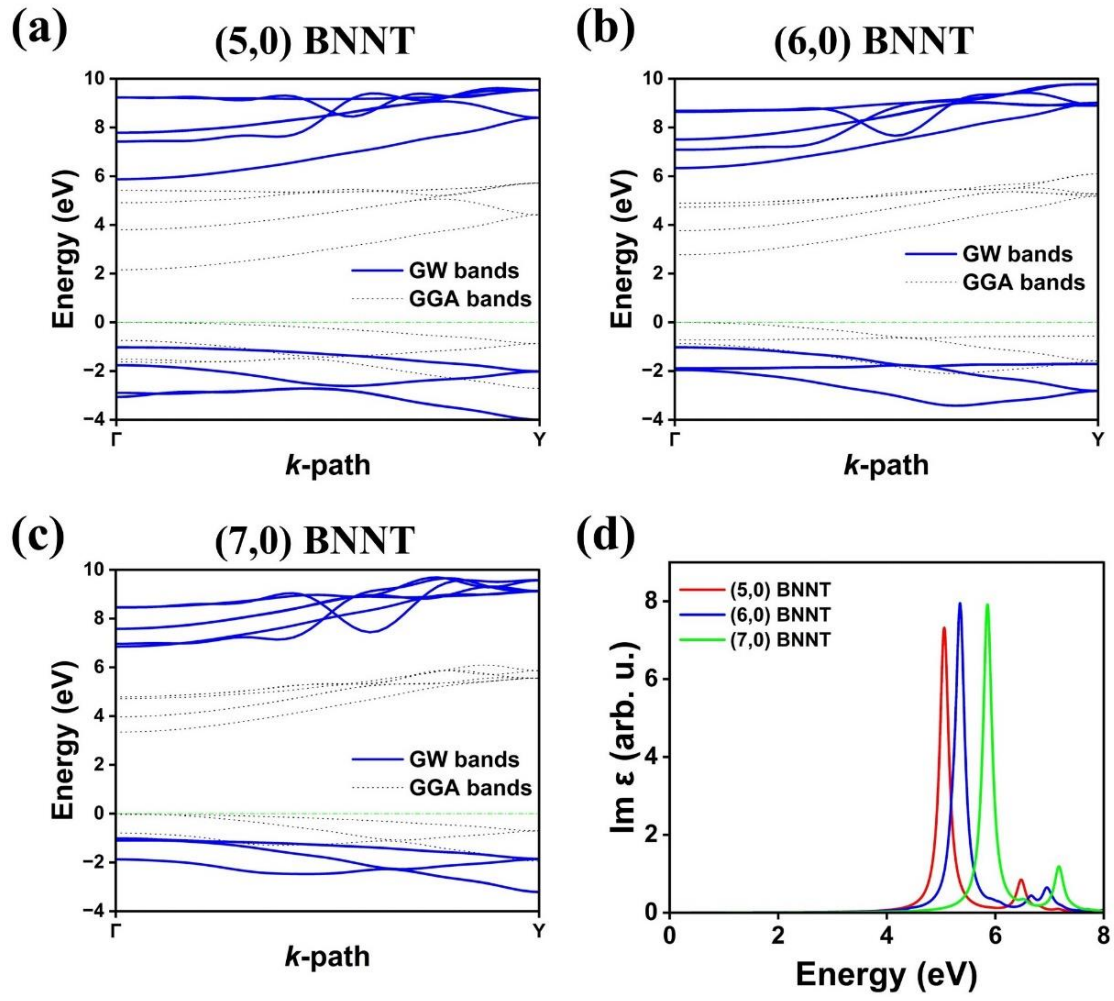 (a)
(5,0) BNNT
Energy (eV)
10
8
6
4
2
0
−2
−4
GW bands
GGA bands
Γ
Y
k-path
(b)
(6,0) BNNT
Energy (eV)
10
8
6
4
2
0
−2
−4
GW bands
GGA bands
Γ
Y
k-path
(c)
(7,0) BNNT
Energy (eV)
10
8
6
4
2
0
−2
−4
GW bands
GGA bands
Γ
Y
k-path
(d)
Im ε (arb. u.)
8
6
4
2
0
(5,0) BNNT
(6,0) BNNT
(7,0) BNNT
0
2
4
6
8
Energy (eV)